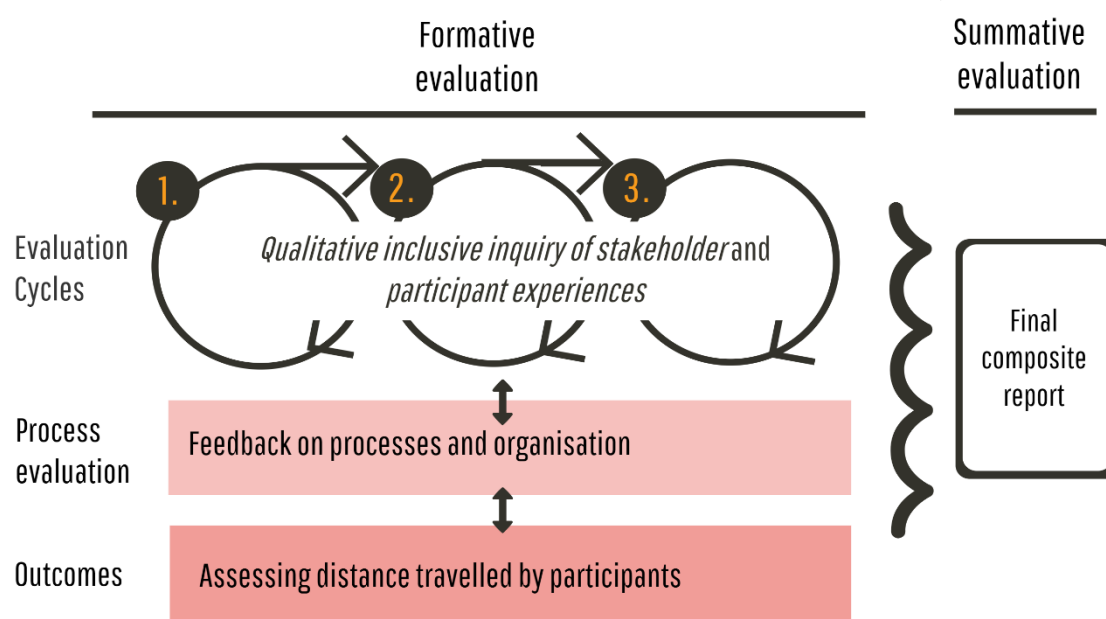 Formative
evaluation
Summative
evaluation
1.
2.
3.
Evaluation
Cycles
Qualitative inclusive inquiry of stakeholder and
participant experiences
Process
evaluation
Feedback on processes and organisation
Outcomes
Assessing distance travelled by participants
Final
composite
report